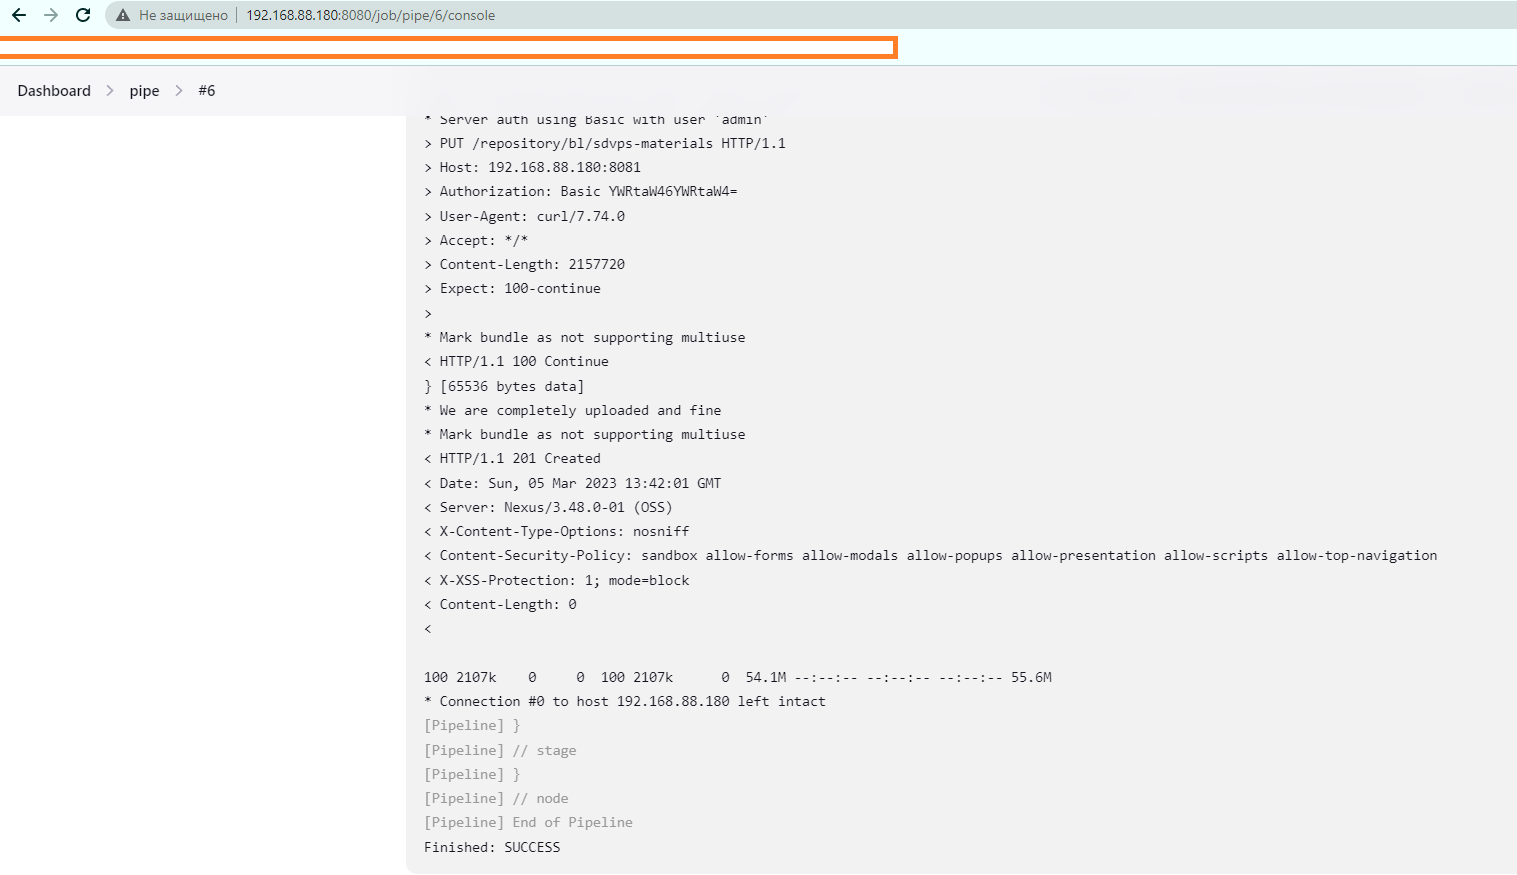 Не защищено 192.168.88.180:8080/job/pipe/6/console
Dashboard pipe #6
* Server auth using Basic with user 'admin'
> PUT /repository/bl/sdvps-materials HTTP/1.1
> Host: 192.168.88.180:8081
> Authorization: Basic YWRtaW46YWRtaW4=
> User-Agent: curl/7.74.0
> Accept: */*
> Content-Length: 2157720
> Expect: 100-continue
>
* Mark bundle as not supporting multiuse
< HTTP/1.1 100 Continue
} [65536 bytes data]
* We are completely uploaded and fine
* Mark bundle as not supporting multiuse
< HTTP/1.1 201 Created
< Date: Sun, 05 Mar 2023 13:42:01 GMT
< Server: Nexus/3.48.0-01 (OSS)
< X-Content-Type-Options: nosniff
< Content-Security-Policy: sandbox allow-forms allow-modals allow-popups allow-presentation allow-scripts allow-top-navigation
< X-XSS-Protection: 1; mode=block
< Content-Length: 0
<
100 2107k    0     0  100 2107k      0  54.1M --:--:-- --:--:-- --:--:-- 55.6M
* Connection #0 to host 192.168.88.180 left intact
[Pipeline] }
[Pipeline] // stage
[Pipeline] }
[Pipeline] // node
[Pipeline] End of Pipeline
Finished: SUCCESS